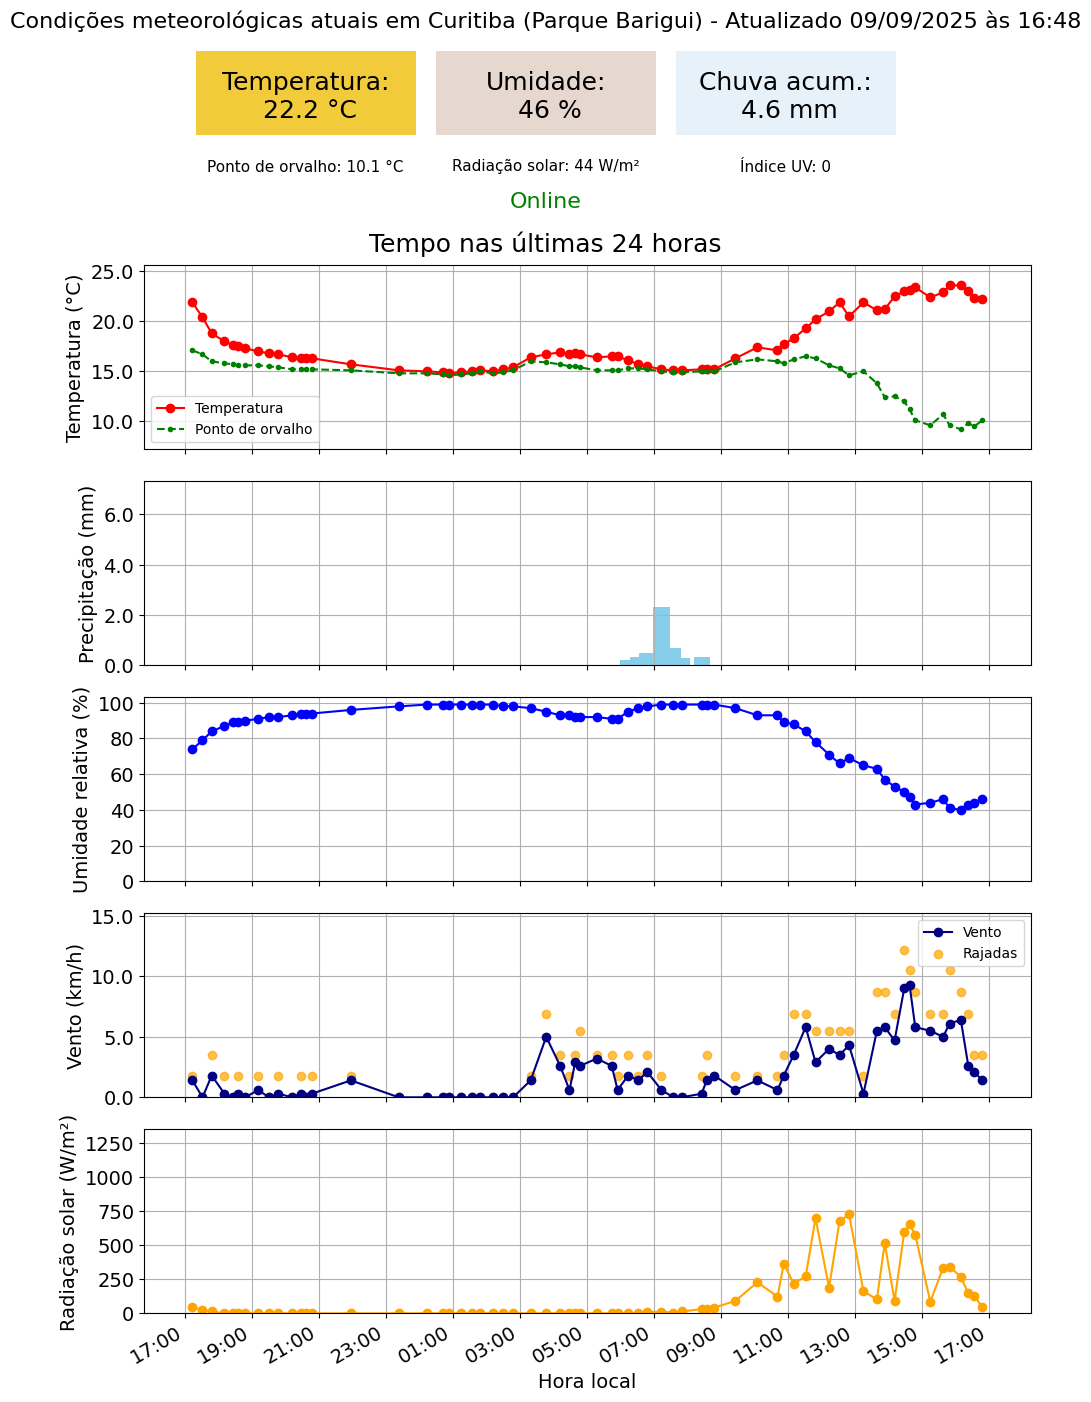 Condições meteorológicas atuais em Curitiba (Parque Barigui) - Atualizado 09/09/2025 às 16:48
Temperatura:
22.2 °C
Umidade:
46 %
Chuva acum.:
4.6 mm
Ponto de orvalho: 10.1 °C
Radiação solar: 44 W/m²
Índice UV: 0
Online
Tempo nas últimas 24 horas
Temperatura (°C)
25.0
20.0
15.0
10.0
Temperatura
Ponto de orvalho
Precipitação (mm)
6.0
4.0
2.0
0.0
Umidade relativa (%)
100
80
60
40
20
0
Vento (km/h)
15.0
10.0
5.0
0.0
Vento
Rajadas
Radiação solar (W/m²)
1250
1000
750
500
250
0
17:00
19:00
21:00
23:00
01:00
03:00
05:00
07:00
09:00
11:00
13:00
15:00
17:00
Hora local